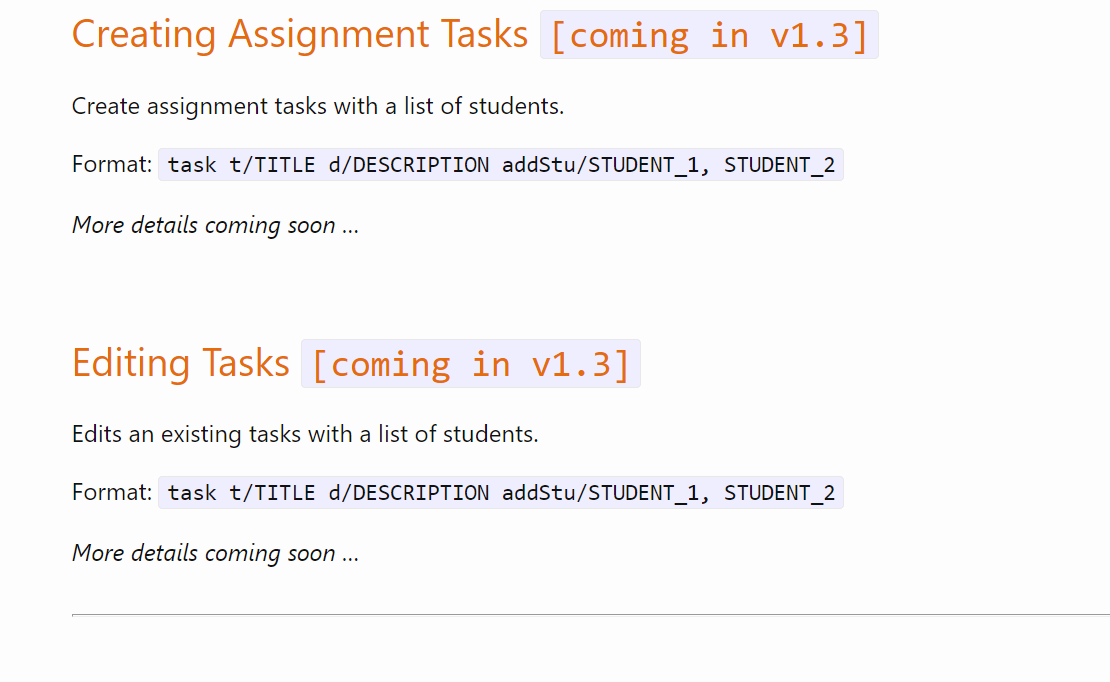 Creating Assignment Tasks [coming in v1.3]
Create assignment tasks with a list of students.
Format: task t/TITLE d/DESCRIPTION addStu/STUDENT_1, STUDENT_2
More details coming soon ...
Editing Tasks [coming in v1.3]
Edits an existing tasks with a list of students.
Format: task t/TITLE d/DESCRIPTION addStu/STUDENT_1, STUDENT_2
More details coming soon ...